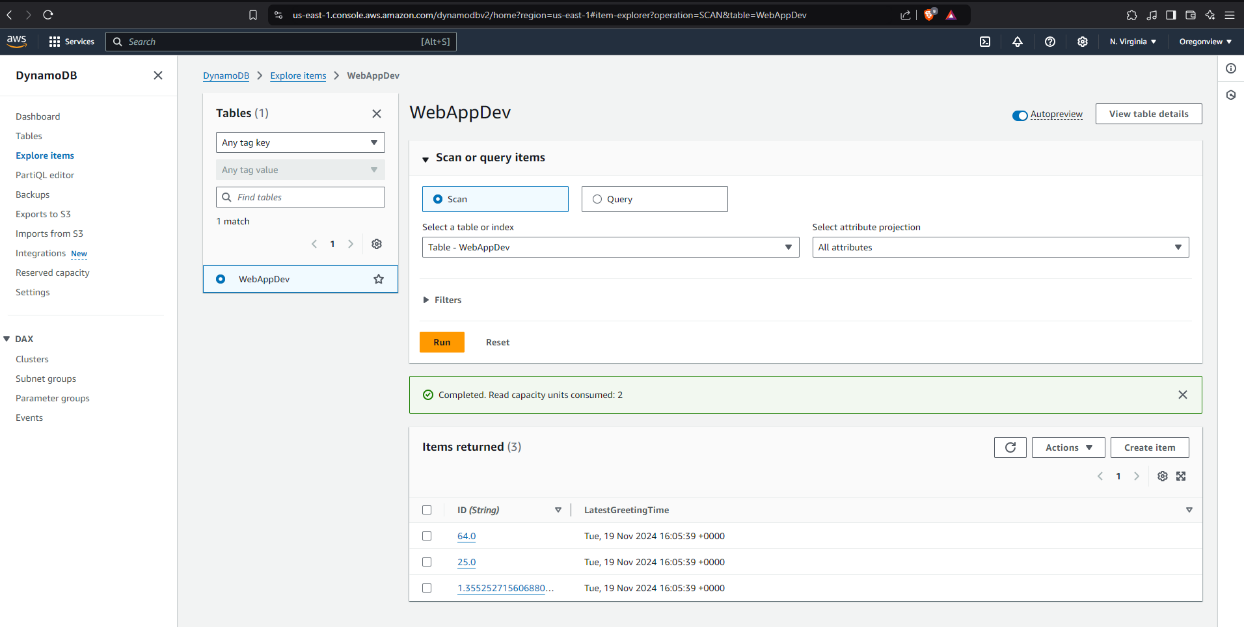 us-east-1.console.aws.amazon.com/dynamodbv2/home?region=us-east-1#item-explorer?operation=SCAN&table=WebAppDev
aws Services Search [Alt+S] N. Virginia Oregonview
DynamoDB
Dashboard
Tables
Explore items
PartiQL editor
Backups
Exports to S3
Imports from S3
Integrations New
Reserved capacity
Settings
DAX
Clusters
Subnet groups
Parameter groups
Events
DynamoDB Explore items WebAppDev
Tables (1)
Any tag key
Any tag value
Find tables
1 match
1
WebAppDev
WebAppDev
Autopreview View table details
Scan or query items
Scan Query
Select a table or index Select attribute projection
Table - WebAppDev All attributes
Filters
Run Reset
Completed. Read capacity units consumed: 2
Items returned (3) Actions Create item
1
ID (String) LatestGreetingTime
64.0 Tue, 19 Nov 2024 16:05:39 +0000
25.0 Tue, 19 Nov 2024 16:05:39 +0000
1.355252715606880... Tue, 19 Nov 2024 16:05:39 +0000